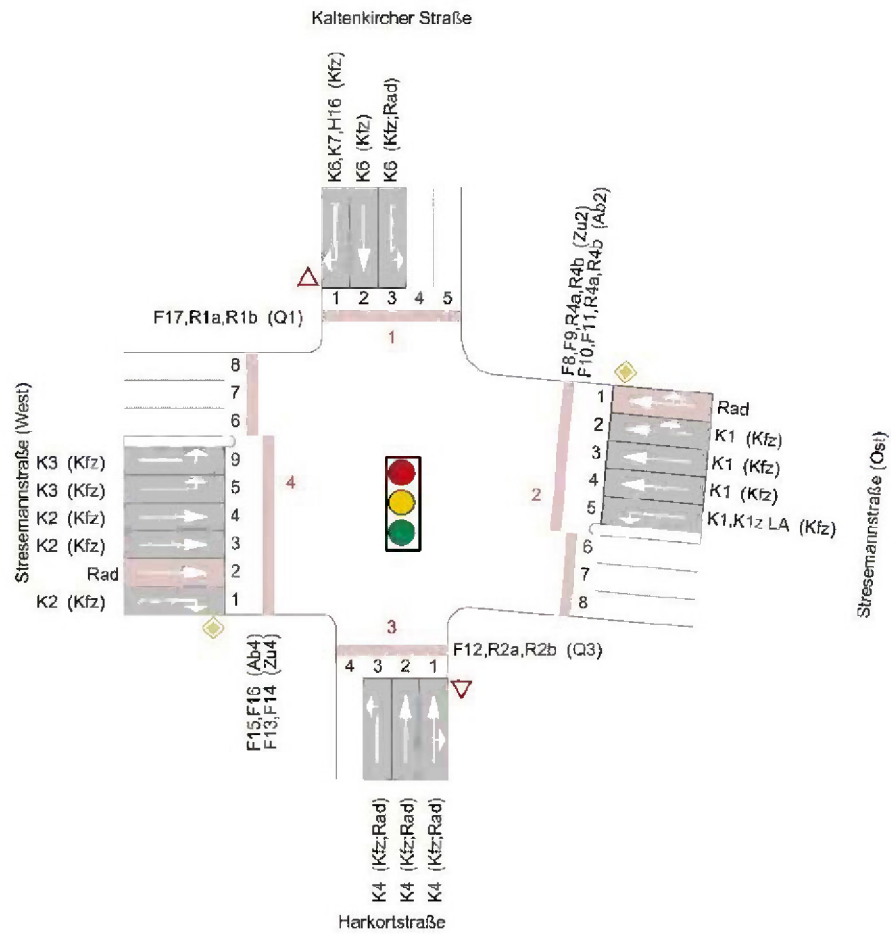 Kaltenkircher Straße
K6,K7,H16 (Kfz)
K6 (Kfz)
K6 (Kfz;Rad)
1 2 3 4 5
F17,R1a,R1b (Q1)
1
F8,F9,R4a,R4b (Zu2)
F10,F11,R4a,R4b (Ab2)
Stresemannstraße (West)
8
7
6
K3 (Kfz) 9
K3 (Kfz) 5
K2 (Kfz) 4
K2 (Kfz) 3
Rad 2
K2 (Kfz) 1
4
2
1 Rad
2 K1 (Kfz)
3 K1 (Kfz)
4 K1 (Kfz)
5 K1,K1z LA (Kfz)
6
7
8
Stresemannstraße (Ost)
F15,F16 (Ab4)
F13,F14 (Zu4)
3
F12,R2a,R2b (Q3)
4 3 2 1
K4 (Kfz;Rad)
K4 (Kfz;Rad)
K4 (Kfz;Rad)
Harkortstraße